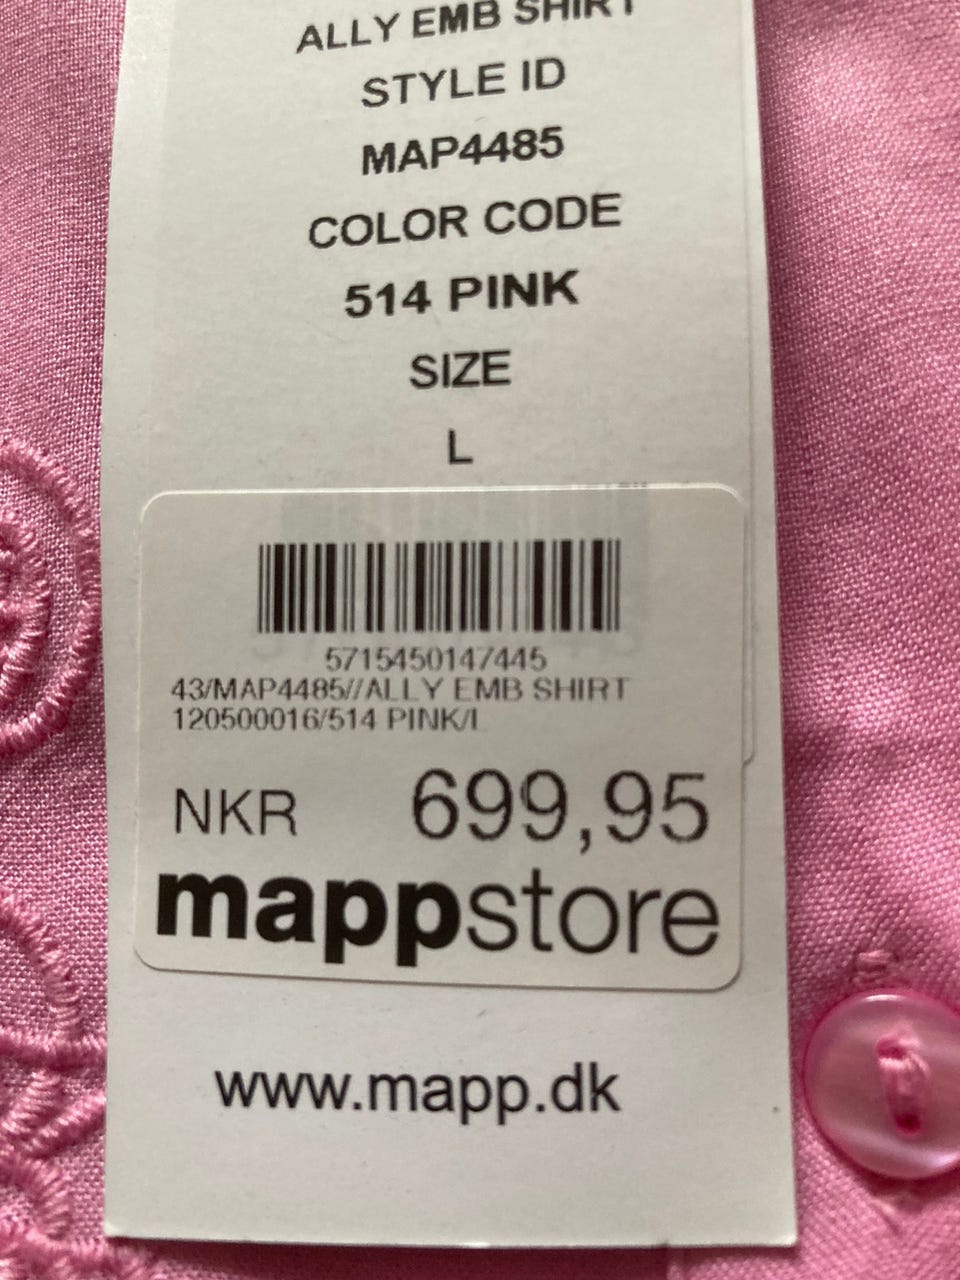 ALLY EMB SHIRT
STYLE ID
MAP4485
COLOR CODE
514 PINK
SIZE
L
5715450147445
43/MAP4485//ALLY EMB SHIRT
120500016/514 PINK/l
NKR 699,95
mappstore
www.mapp.dk